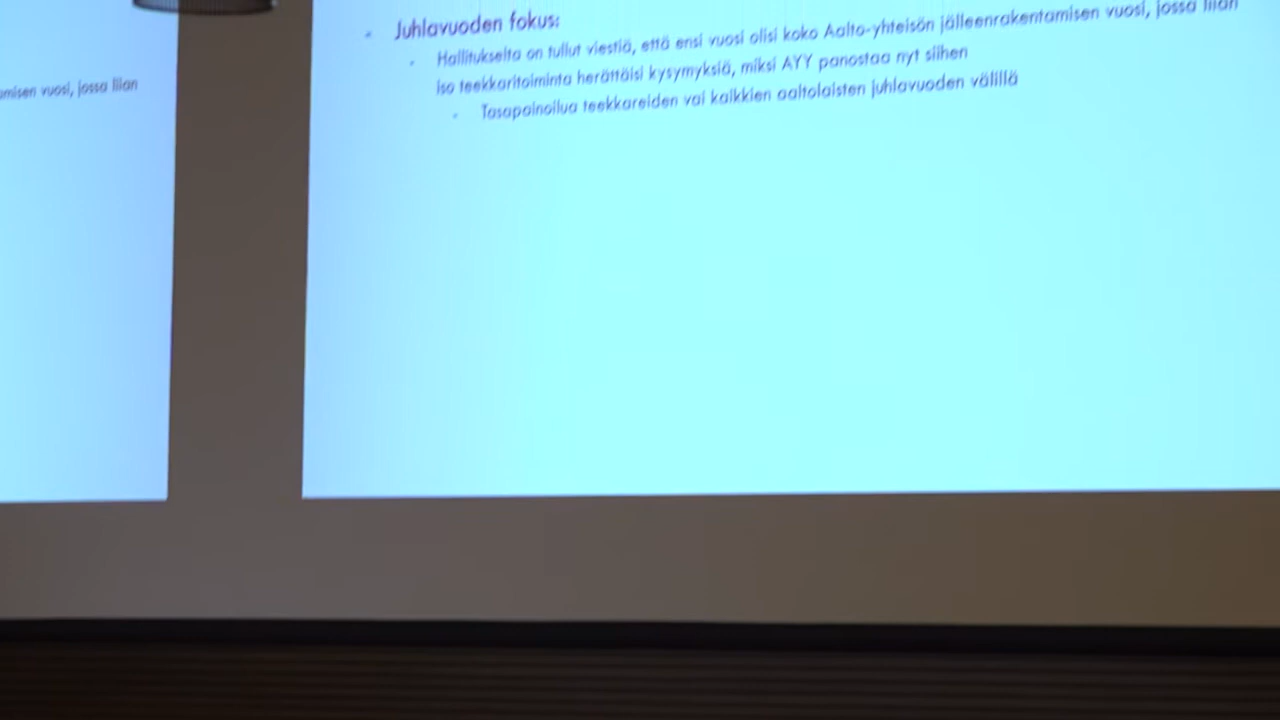 - Juhlavuoden fokus:
- Hallitukselta on tullut viestiä, että ensi vuosi olisi koko Aalto-yhteisön jälleenrakentamisen vuosi, jossa liian
iso teekkaritoiminta herättäisi kysymyksiä, miksi AYY panostaa nyt siihen
- Tasapainoilua teekkareiden vai kaikkien aaltolaisten juhlavuoden välillä
vuosi, jossa liian